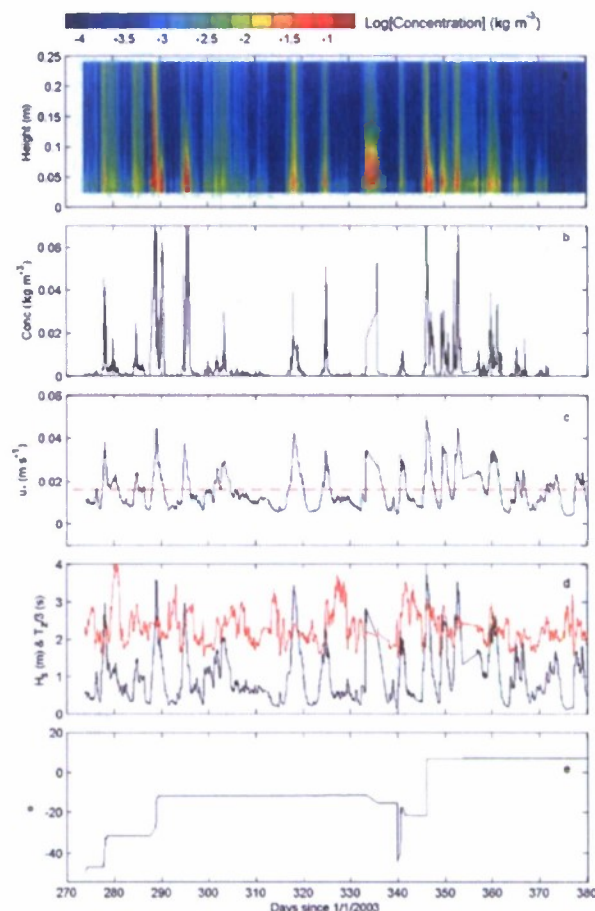 Log[Concentration] (kg m⁻³)
-4 -3.5 -3 -2.5 -2 -1.5 -1
0.25
0.2
0.15
0.1
0.05
0
Height (m)
0.06
0.04
0.02
0
Conc (kg m⁻³)
b
0.06
0.04
0.02
0
u* (m s⁻¹)
c
4
3
2
1
0
Hs (m) & Tz/3 (s)
d
20
0
-20
-40
e
270 280 290 300 310 320 330 340 350 360 370 380
Days since 1/1/2003